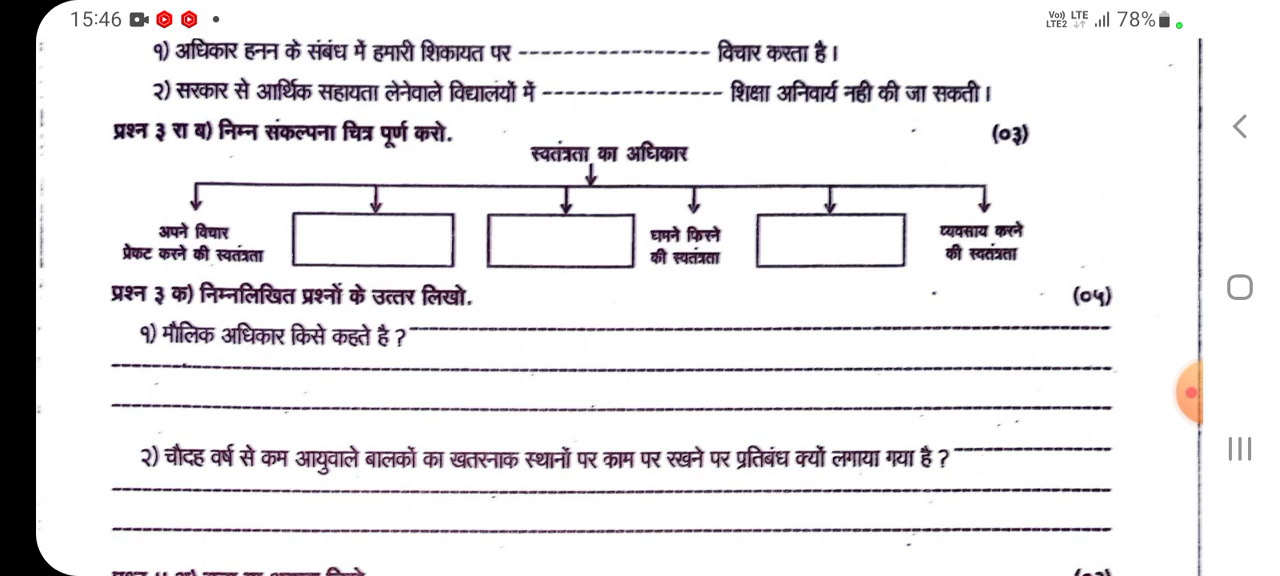 15:46 Vo)) LTE LTE2 78%
१) अधिकार हनन के संबंध में हमारी शिकायत पर ------------------ विचार करता है।
२) सरकार से आर्थिक सहायता लेनेवाले विद्यालयों में ----------------- शिक्षा अनिवार्य नही की जा सकती।
प्रश्न ३ रा ब) निम्न संकल्पना चित्र पूर्ण करो. (०३)
स्वतंत्रता का अधिकार
अपने विचार
प्रेकट करने की स्वतंत्रता
घमने फिरने
की स्वतंत्रता
व्यवसाय करने
की स्वतंत्रता
प्रश्न ३ क) निम्नलिखित प्रश्नों के उत्तर लिखो. (०५)
१) मौलिक अधिकार किसे कहते है ?
२) चौदह वर्ष से कम आयुवाले बालकों का खतरनाक स्थानों पर काम पर रखने पर प्रतिबंध क्यों लगाया गया है ?